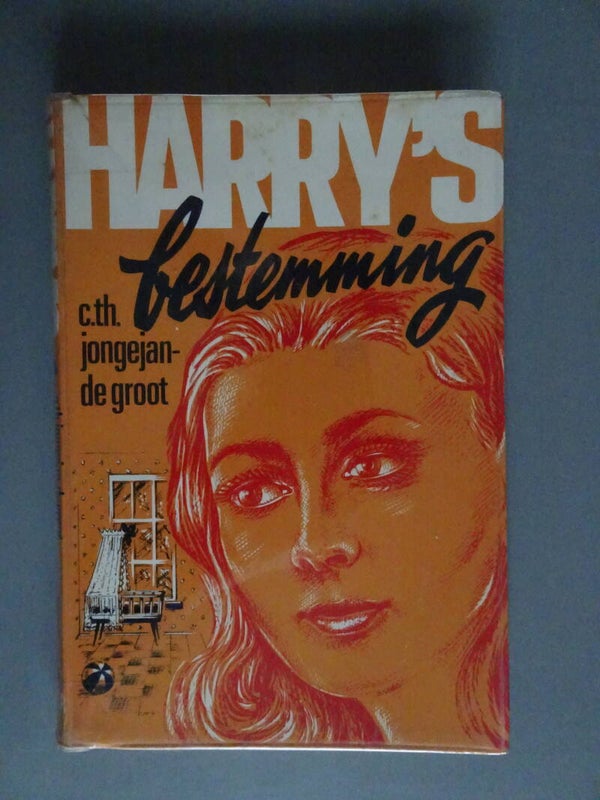 HARRY'S
bestemming
c.th.
jongejan-
de groot